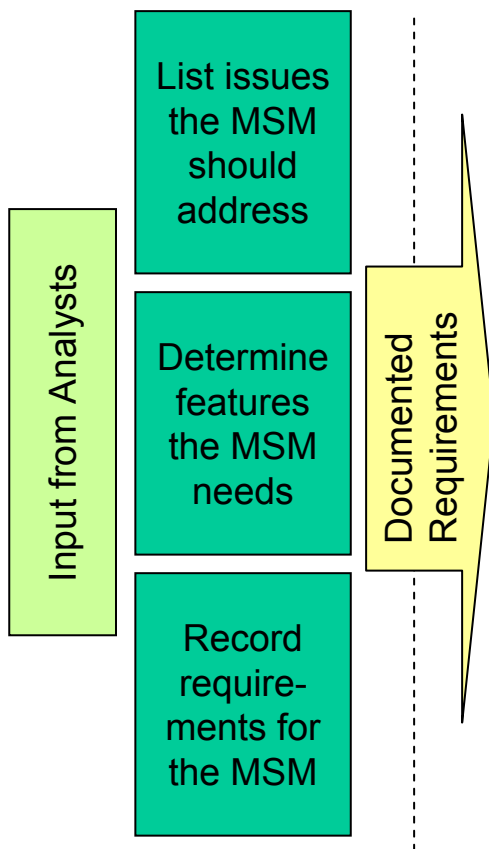 Input from Analysts
List issues
the MSM
should
address
Determine
features
the MSM
needs
Record
require-
ments for
the MSM
Documented
Requirements